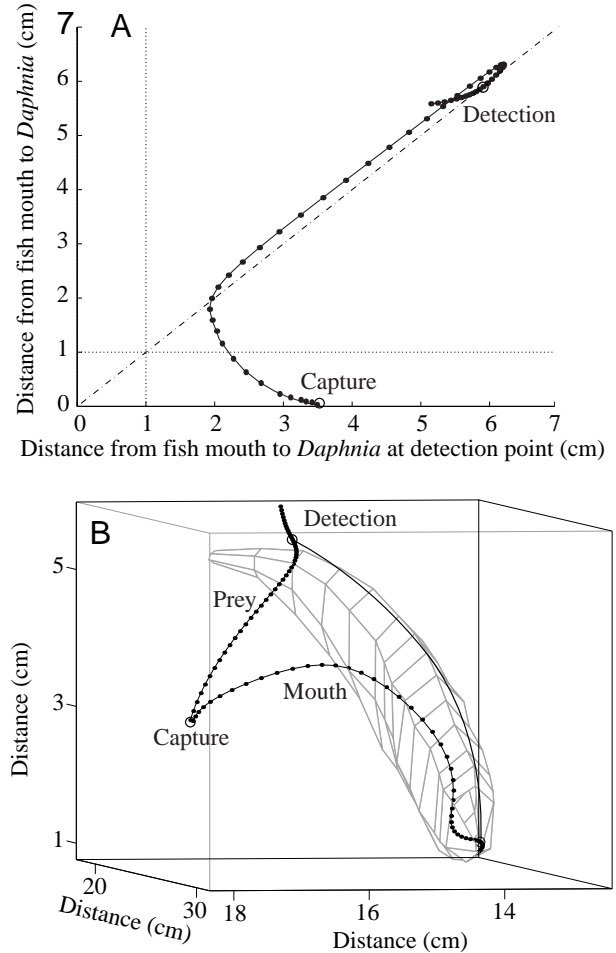 A
Distance from fish mouth to Daphnia (cm)
7
6
5
4
3
2
1
0
Detection
Capture
0 1 2 3 4 5 6 7
Distance from fish mouth to Daphnia at detection point (cm)
B
Detection
Prey
Mouth
Capture
Distance (cm)
5
3
1
20
30
Distance (cm)
18 16 14
Distance (cm)